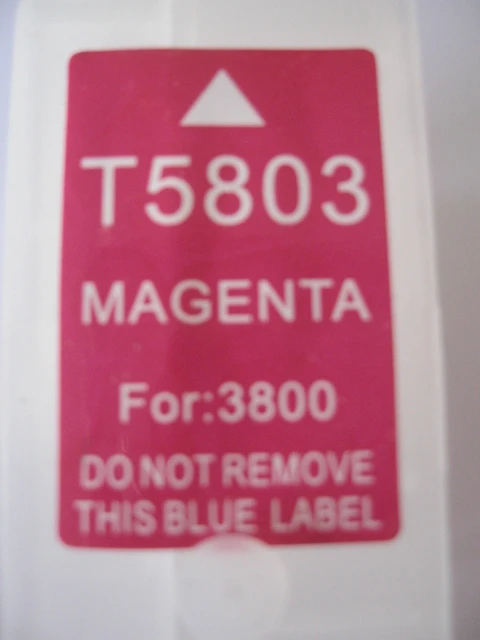 T5803
MAGENTA
For:3800
DO NOT REMOVE
THIS BLUE LABEL